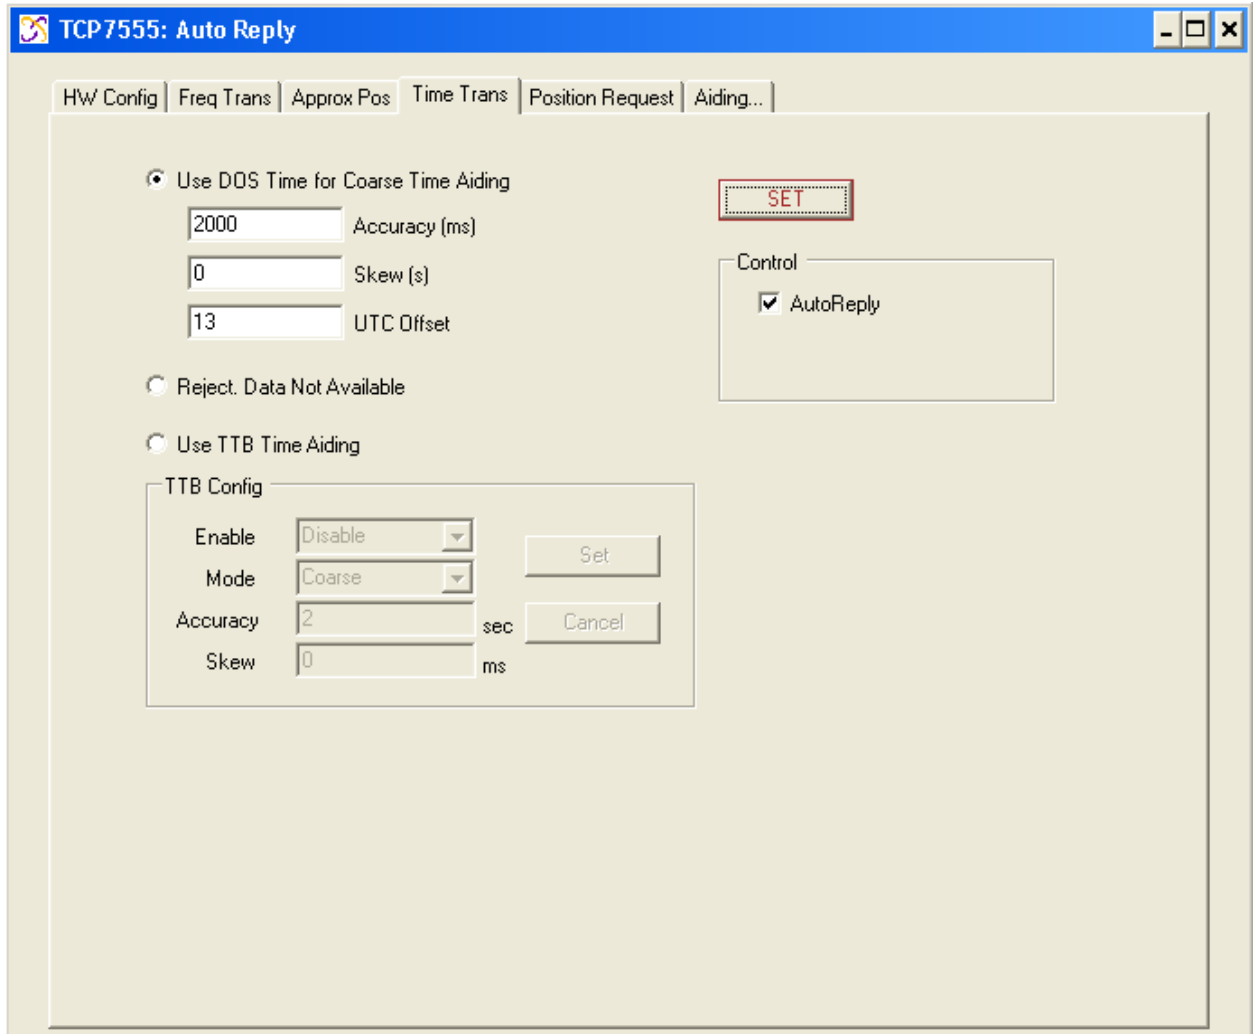 TCP7555: Auto Reply
HW Config Freq Trans Approx Pos Time Trans Position Request Aiding...
Use DOS Time for Coarse Time Aiding
SET
2000 Accuracy (ms)
Control
0 Skew (s)
AutoReply
13 UTC Offset
Reject. Data Not Available
Use TTB Time Aiding
TTB Config
Enable Disable
Set
Mode Coarse
Accuracy 2 sec
Cancel
Skew 0 ms